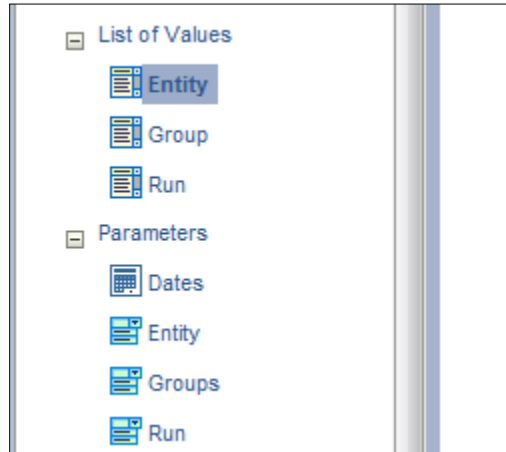 List of Values
Entity
Group
Run
Parameters
Dates
Entity
Groups
Run